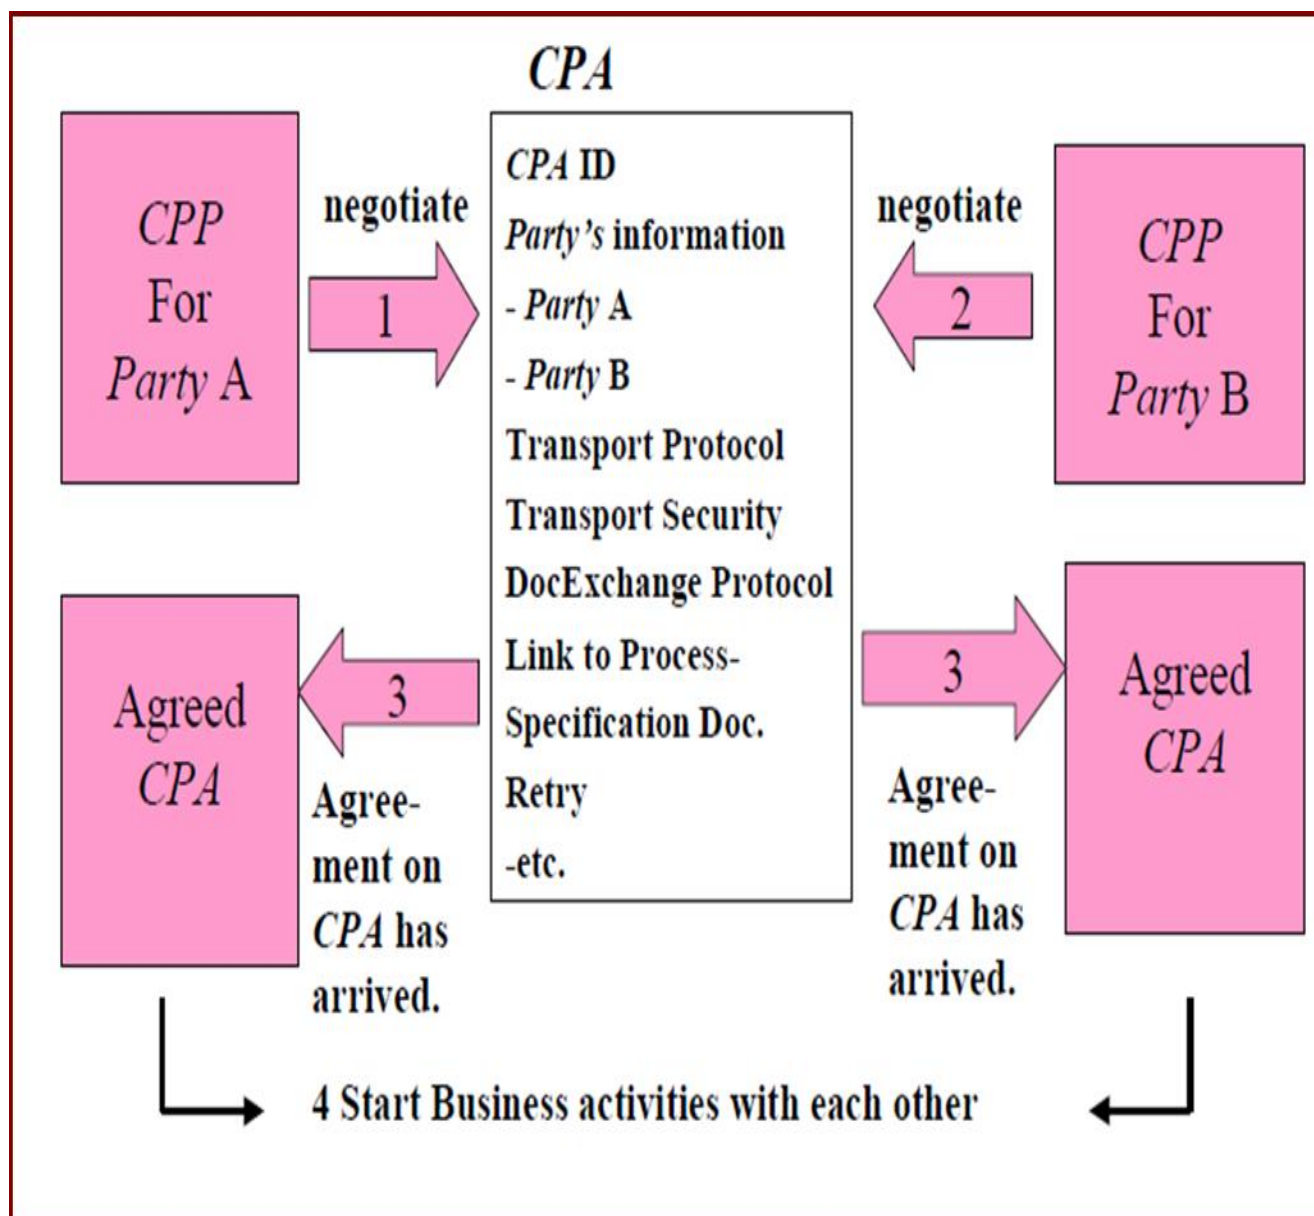 CPA
CPP
For
Party A
negotiate
1
CPA ID
Party's information
- Party A
- Party B
Transport Protocol
Transport Security
DocExchange Protocol
Link to Process-
Specification Doc.
Retry
-etc.
negotiate
2
CPP
For
Party B
Agreed
CPA
3
Agree-
ment on
CPA has
arrived.
3
Agree-
ment on
CPA has
arrived.
Agreed
CPA
4 Start Business activities with each other